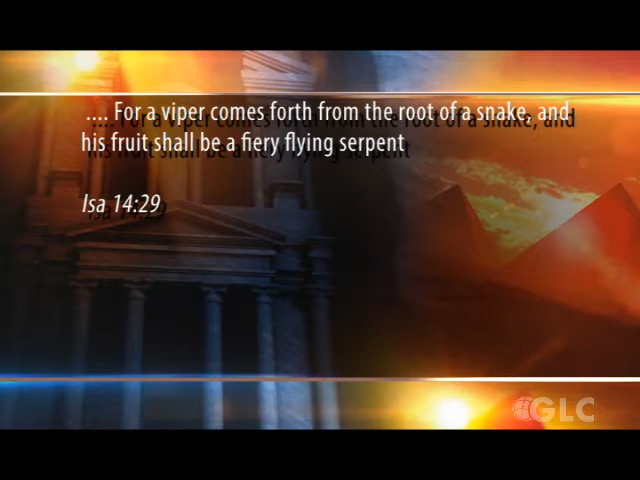 .... For a viper comes forth from the root of a snake, and
his fruit shall be a fiery flying serpent
Isa 14:29
GLC